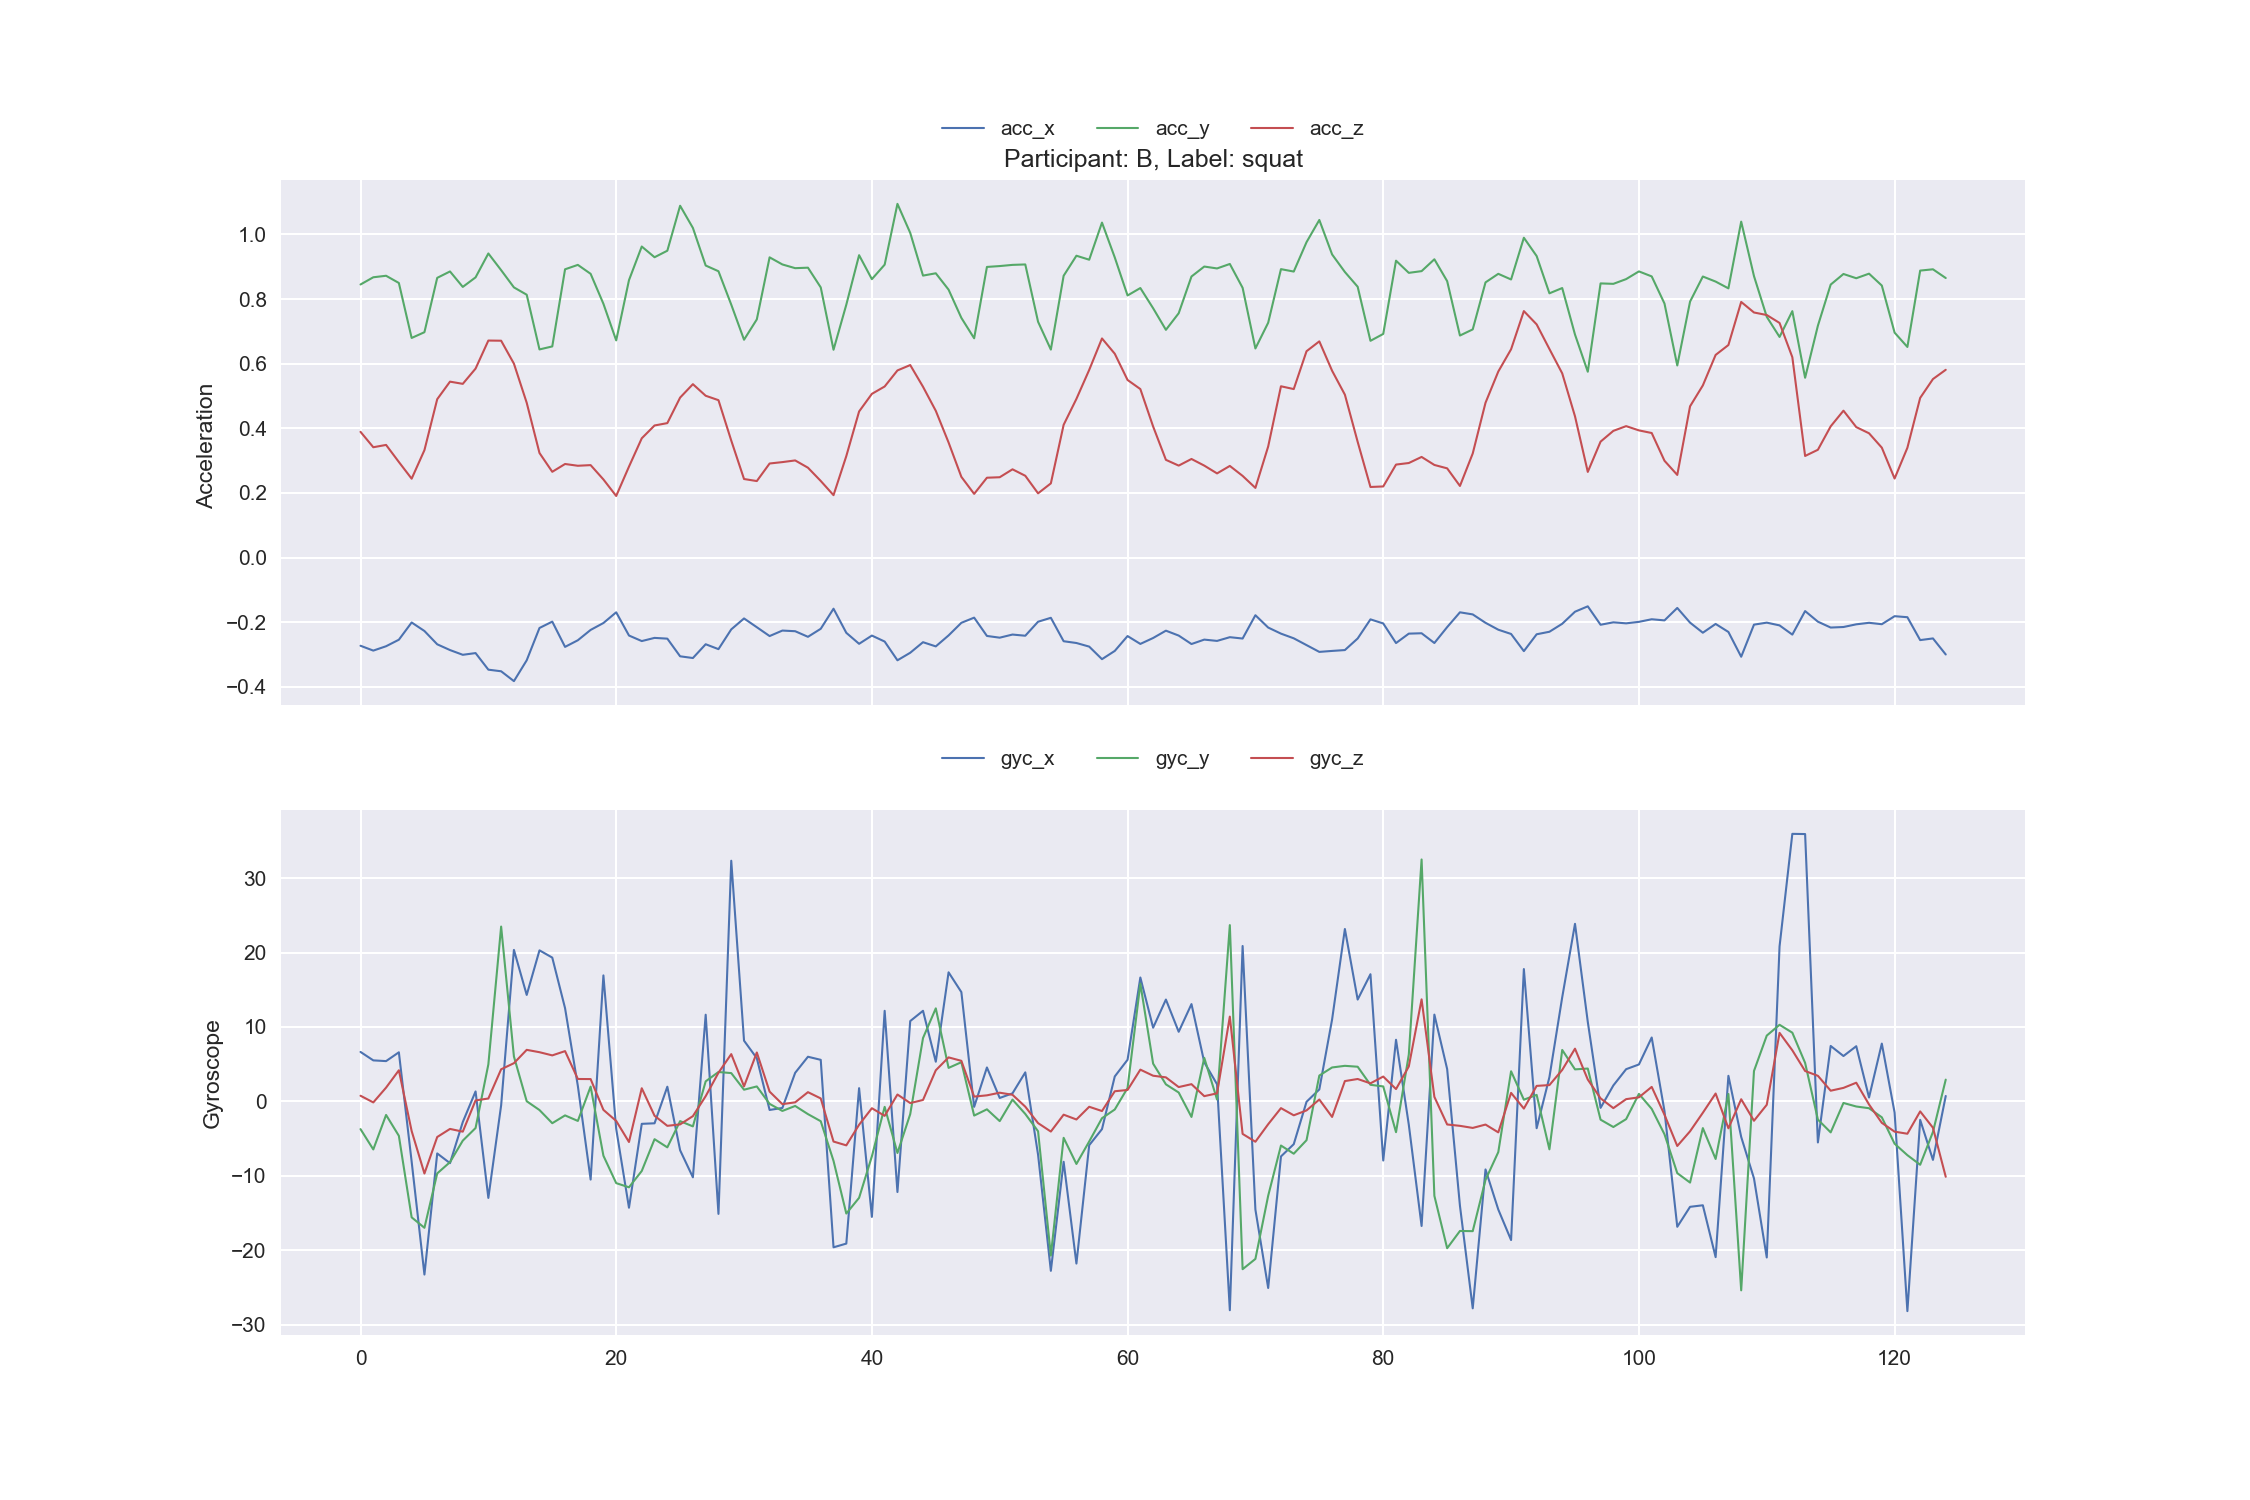 acc_x acc_y acc_z
Participant: B, Label: squat
1.0
0.8
0.6
0.4
0.2
0.0
−0.2
−0.4
Acceleration
gyc_x gyc_y gyc_z
30
20
10
0
−10
−20
−30
Gyroscope
0 20 40 60 80 100 120